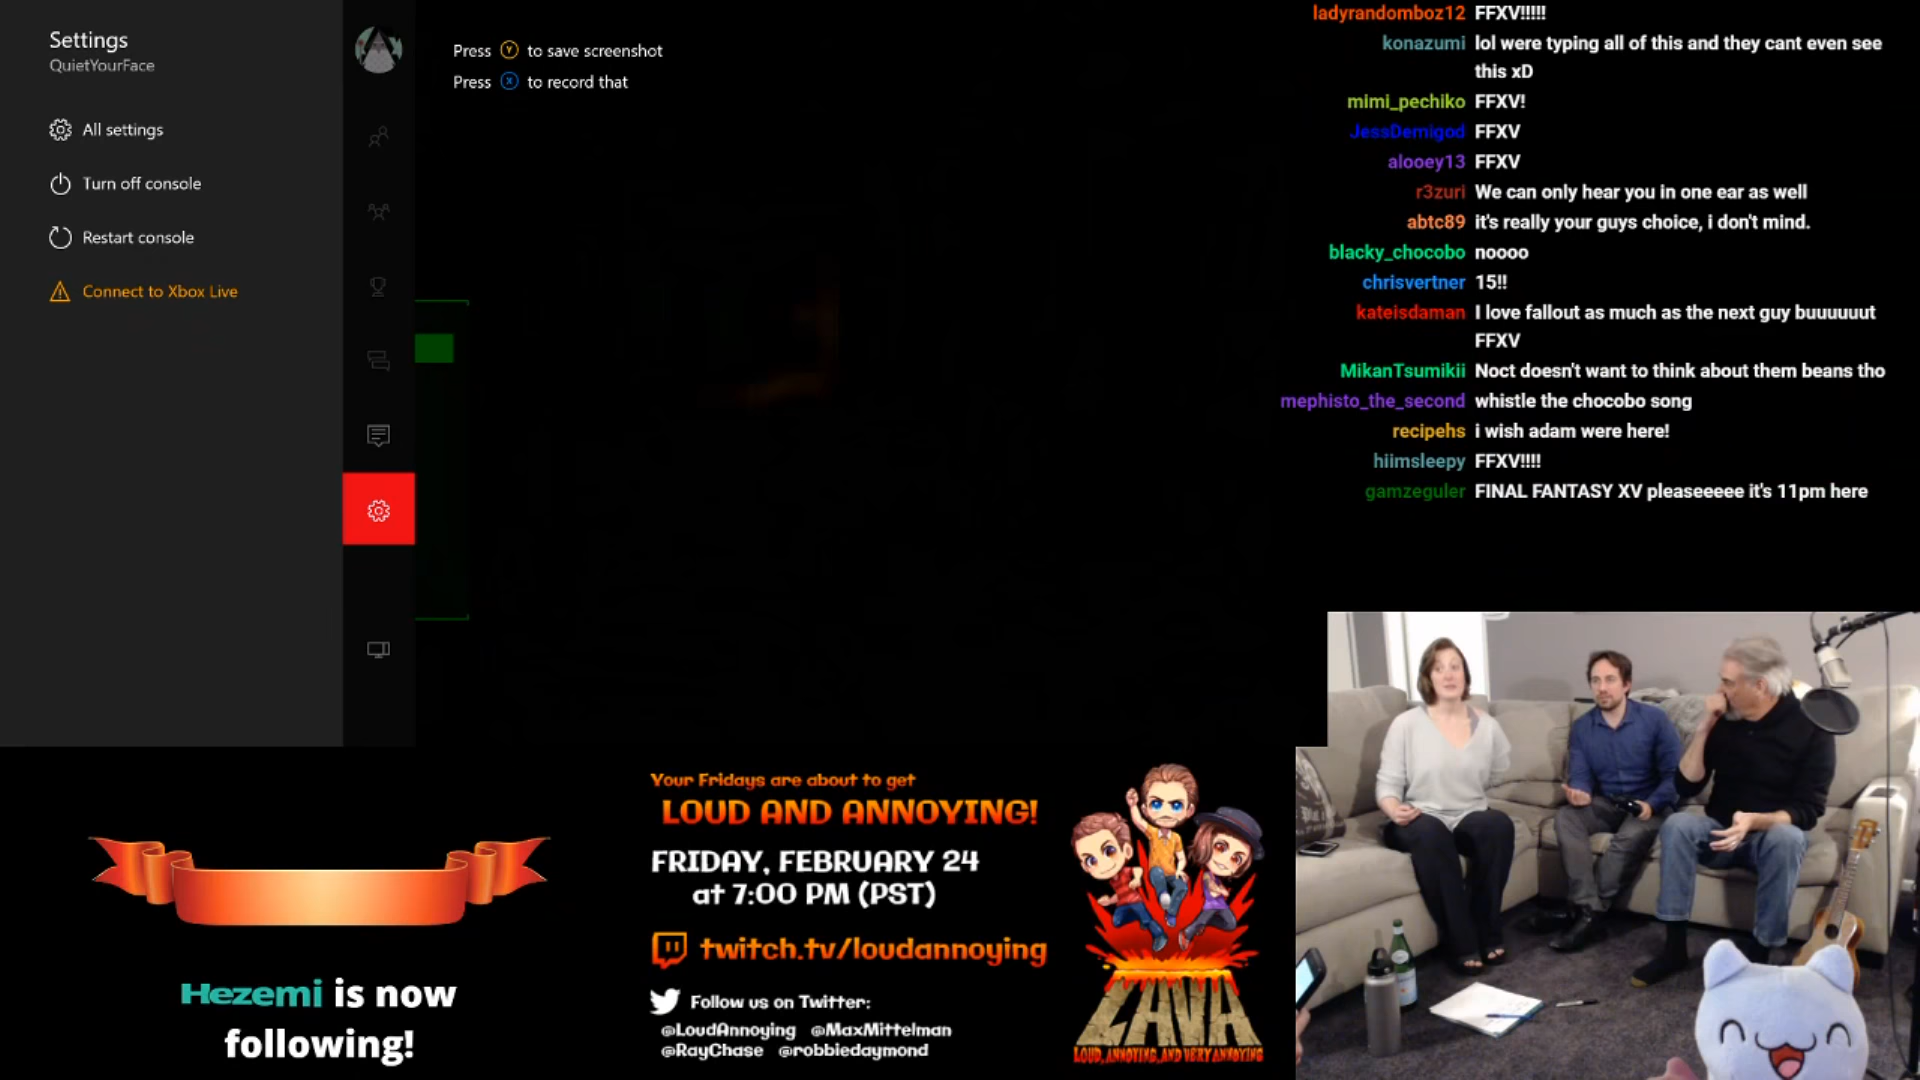 Settings
QuietYourFace
All settings
Turn off console
Restart console
Connect to Xbox Live
Press Y to save screenshot
Press X to record that
ladyrandomboz12 FFXV!!!!!
konazumi lol were typing all of this and they cant even see
this xD
mimi_pechiko FFXV!
JessDemigod FFXV
alooey13 FFXV
r3zuri We can only hear you in one ear as well
abtc89 it's really your guys choice, i don't mind.
blacky_chocobo noooo
chrisvertner 15!!
kateisdaman I love fallout as much as the next guy buuuuuut
FFXV
MikanTsumikii Noct doesn't want to think about them beans tho
mephisto_the_second whistle the chocobo song
recipehs i wish adam were here!
hiimsleepy FFXV!!!!
gamzeguler FINAL FANTASY XV pleaseeeee it's 11pm here
Hezemi is now
following!
Your Fridays are about to get
LOUD AND ANNOYING!
FRIDAY, FEBRUARY 24
at 7:00 PM (PST)
twitch.tv/loudannoying
Follow us on Twitter:
@LoudAnnoying @MaxMittelman
@RayChase @robbiedaymond
LAVA
LOUD, ANNOYING, AND VERY ANNOYING